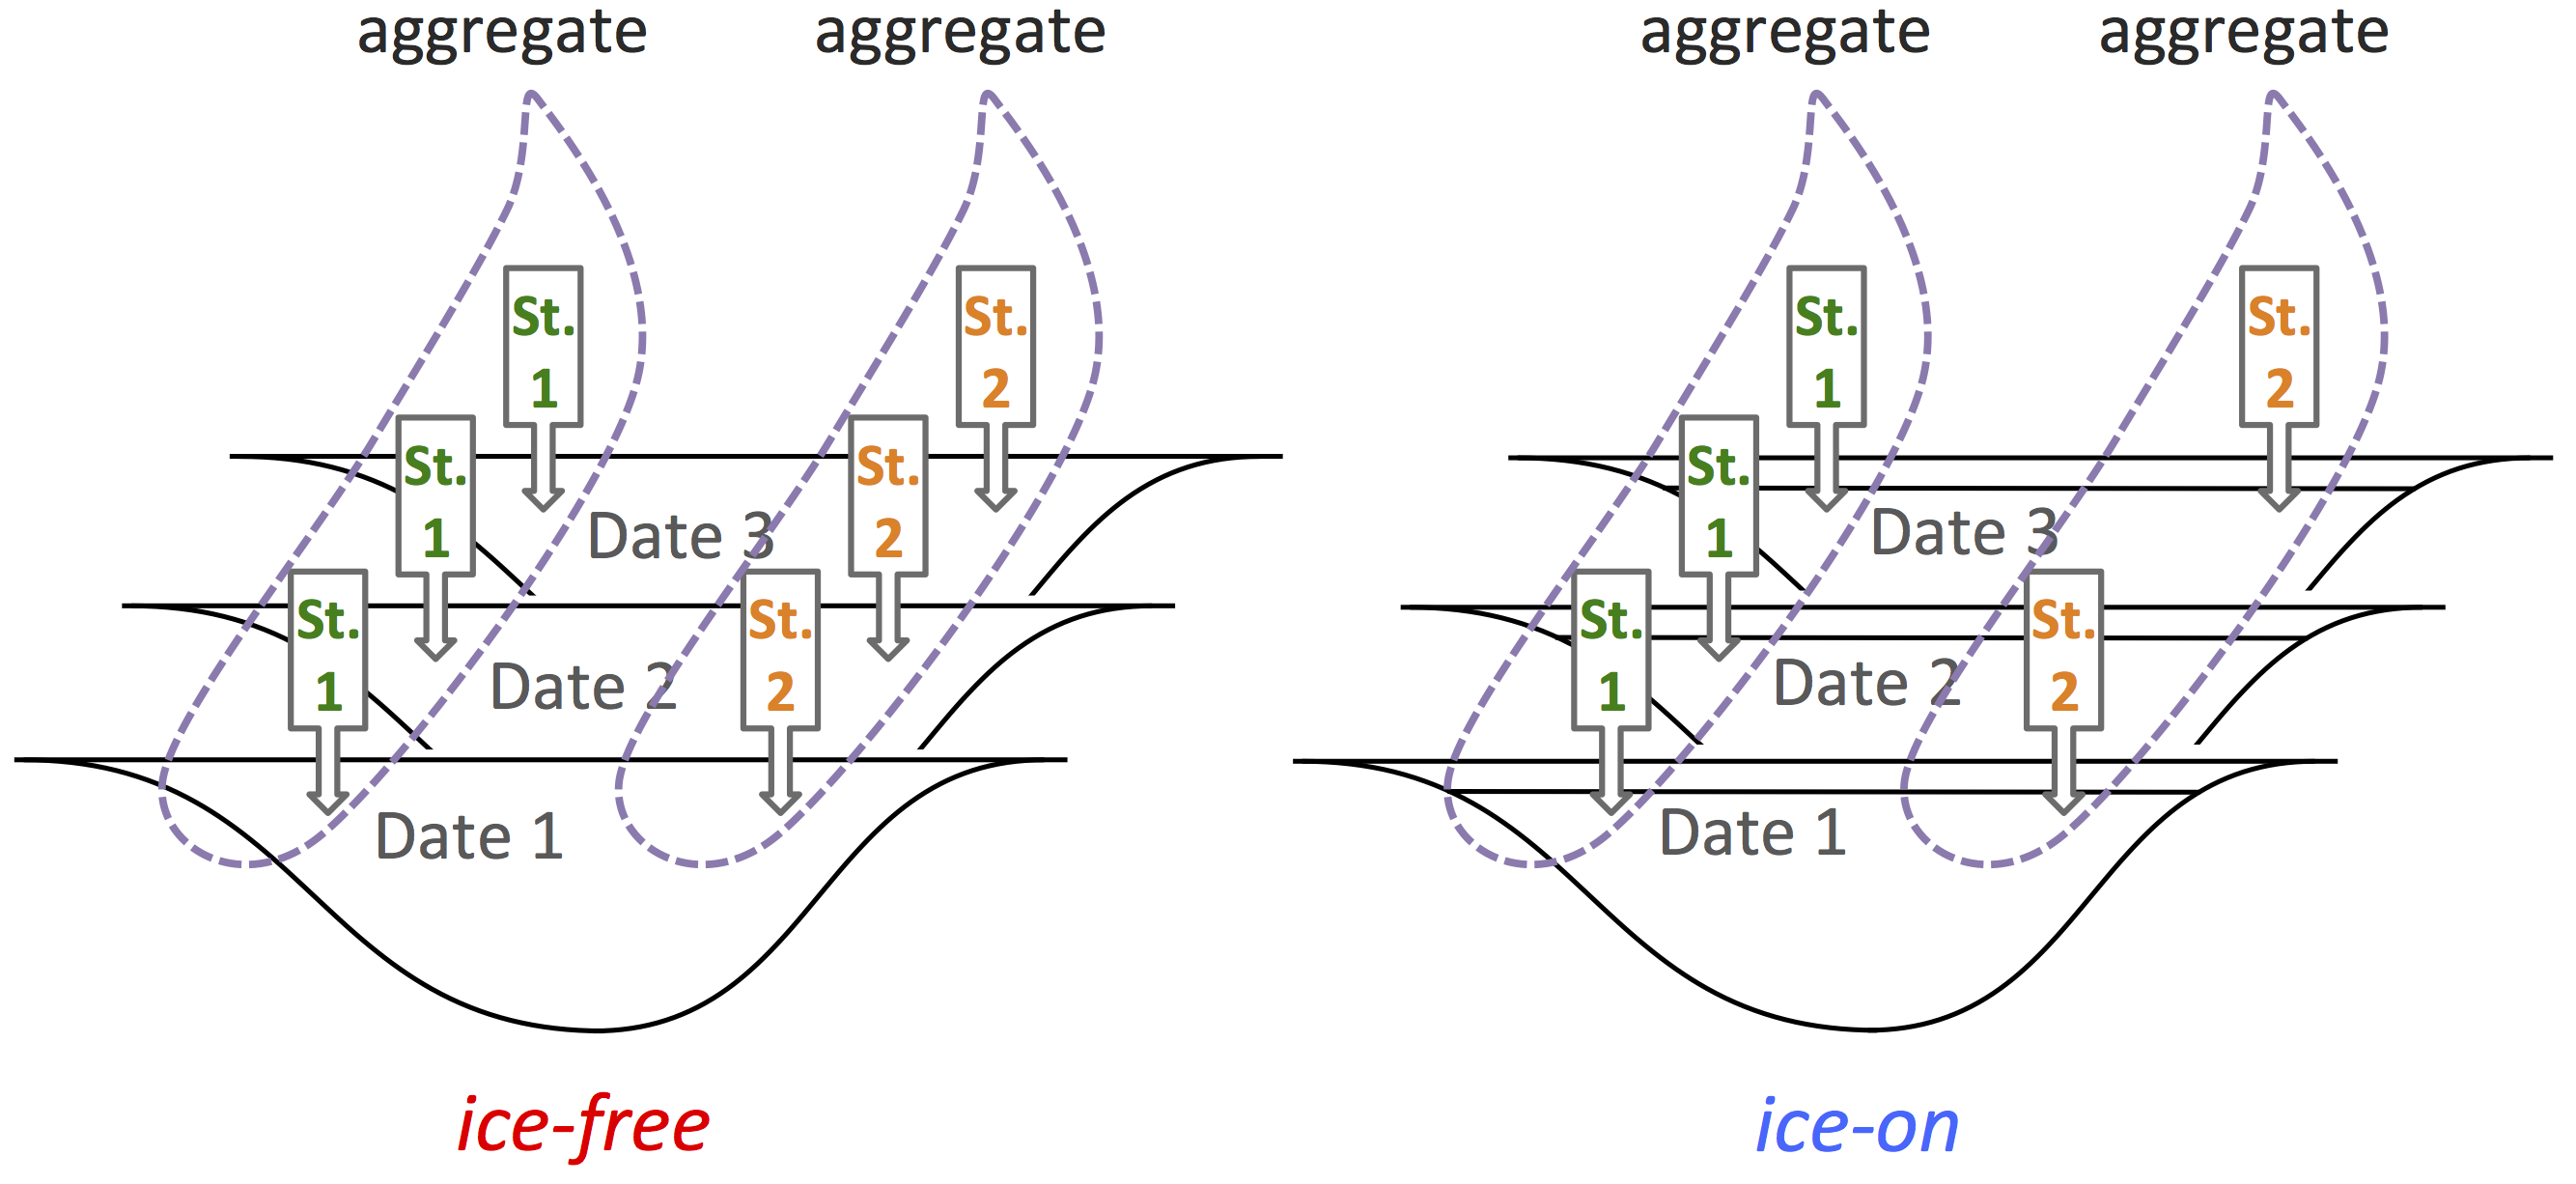 aggregate
aggregate
St.
1
St.
2
St.
1
St.
2
Date 3
St.
1
St.
2
Date 2
Date 1
ice-free
aggregate
aggregate
St.
1
St.
2
St.
1
Date 3
St.
1
St.
2
Date 2
Date 1
ice-on